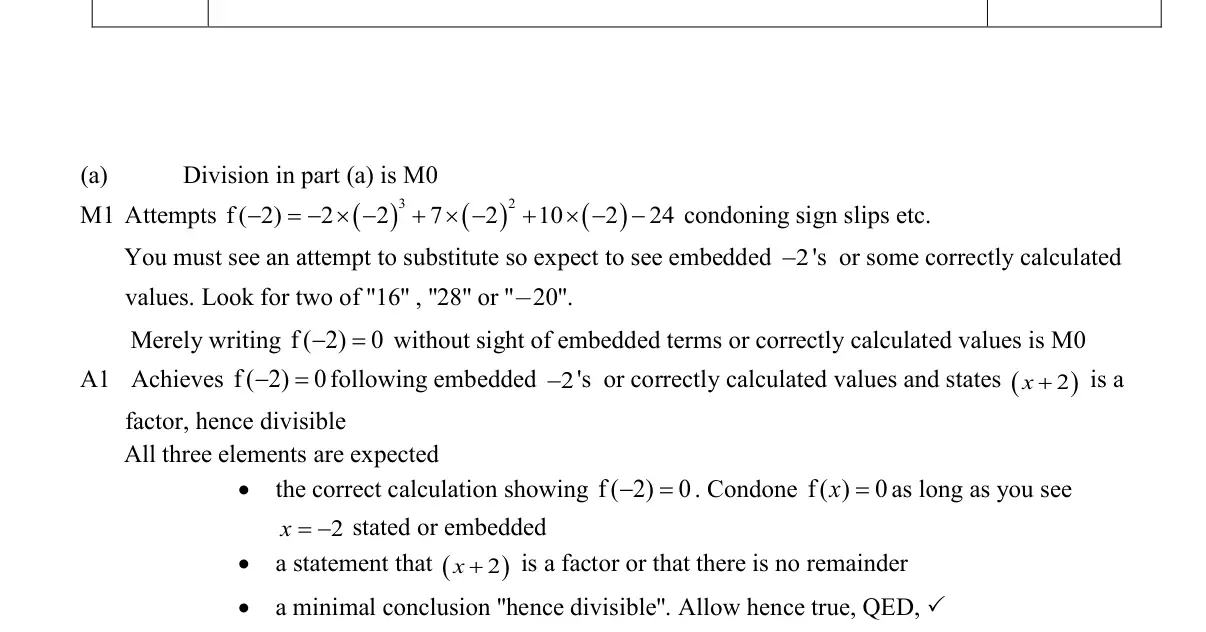 (a) Division in part (a) is M0
M1 Attempts f(−2) = −2×(−2)³ + 7×(−2)² +10×(−2)− 24 condoning sign slips etc.
You must see an attempt to substitute so expect to see embedded −2's or some correctly calculated
values. Look for two of "16" , "28" or "−20".
Merely writing f(−2) = 0 without sight of embedded terms or correctly calculated values is M0
A1 Achieves f(−2) = 0 following embedded −2's or correctly calculated values and states (x + 2) is a
factor, hence divisible
All three elements are expected
• the correct calculation showing f(−2) = 0. Condone f(x) = 0 as long as you see
x = −2 stated or embedded
• a statement that (x + 2) is a factor or that there is no remainder
• a minimal conclusion "hence divisible". Allow hence true, QED, ✓